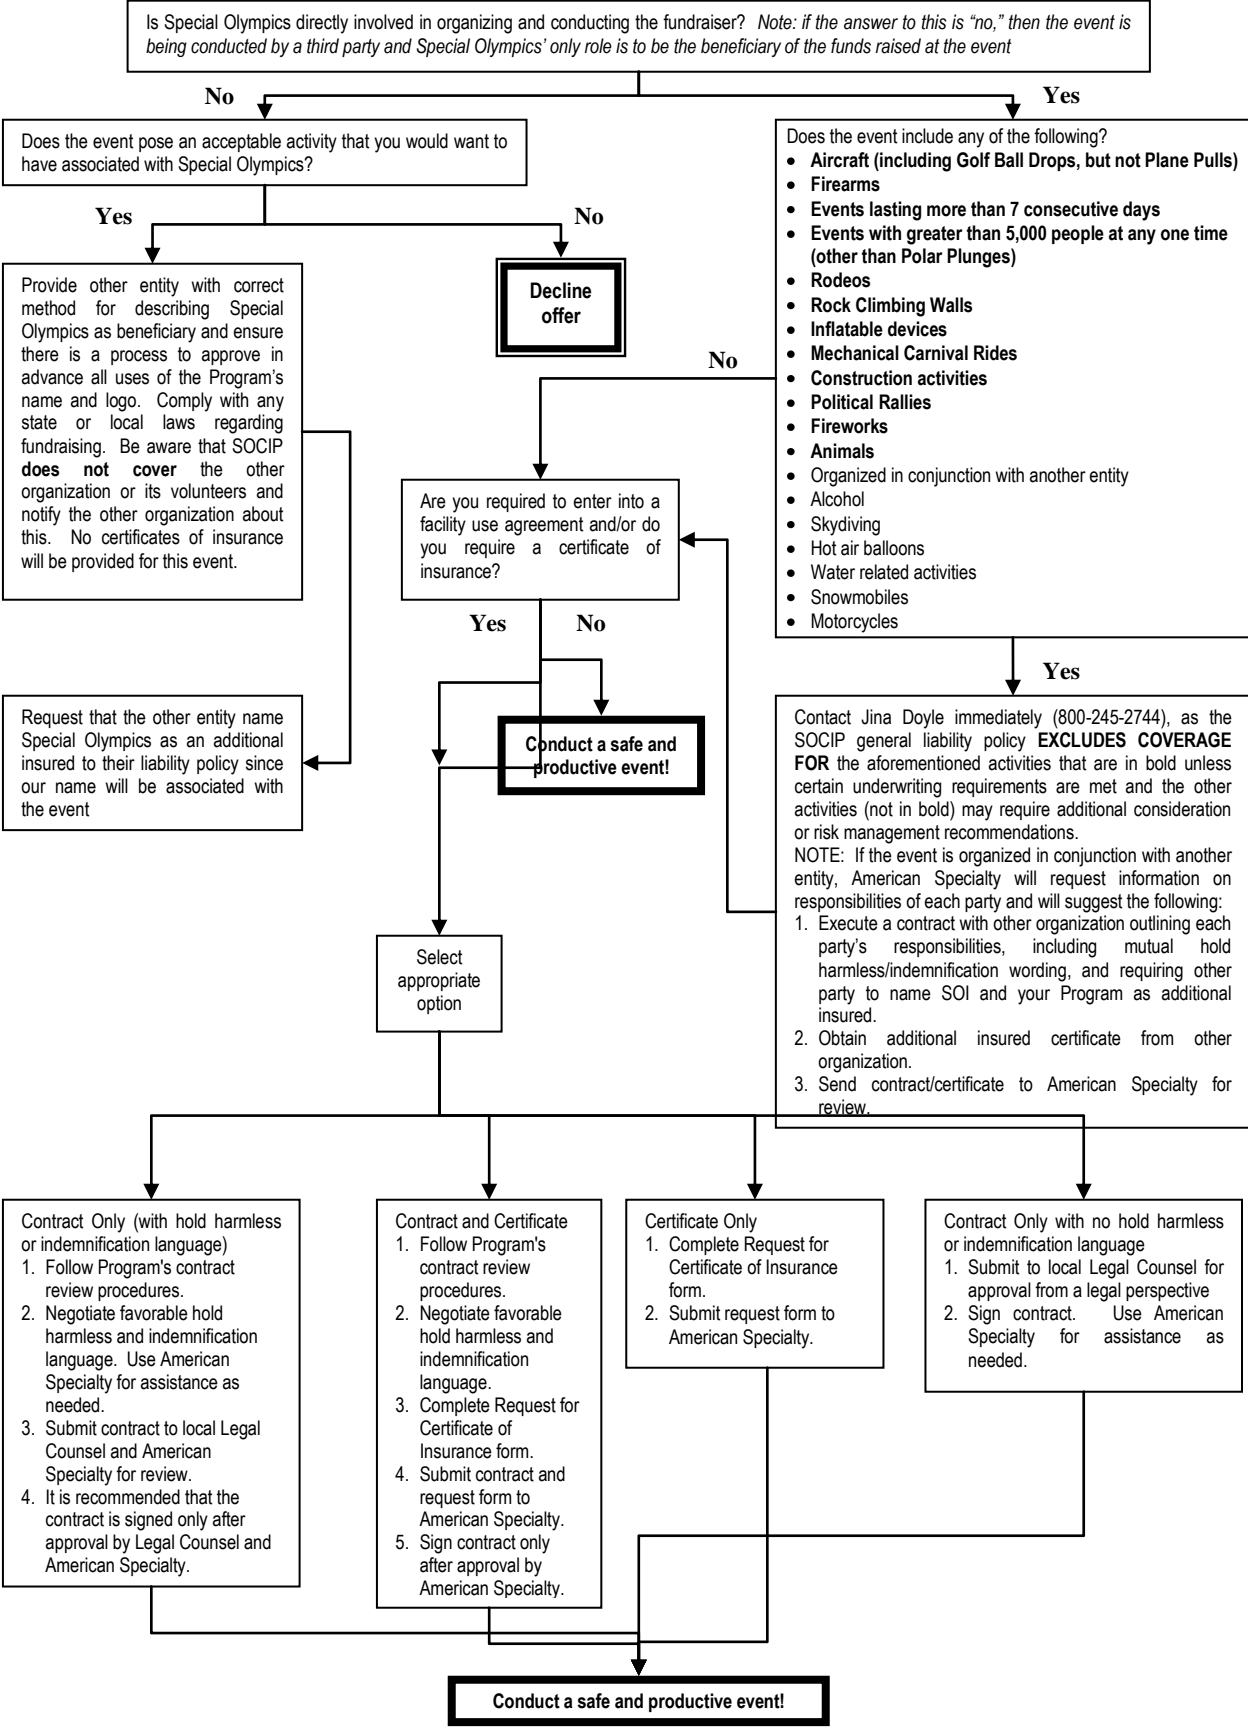 Is Special Olympics directly involved in organizing and conducting the fundraiser? Note: if the answer to this is “no,” then the event is
being conducted by a third party and Special Olympics’ only role is to be the beneficiary of the funds raised at the event
No
Yes
Does the event pose an acceptable activity that you would want to
have associated with Special Olympics?
Yes
No
Provide other entity with correct
method for describing Special
Olympics as beneficiary and ensure
there is a process to approve in
advance all uses of the Program’s
name and logo. Comply with any
state or local laws regarding
fundraising. Be aware that SOCIP
does not cover the other
organization or its volunteers and
notify the other organization about
this. No certificates of insurance
will be provided for this event.
Decline
offer
Request that the other entity name
Special Olympics as an additional
insured to their liability policy since
our name will be associated with
the event
Does the event include any of the following?
• Aircraft (including Golf Ball Drops, but not Plane Pulls)
• Firearms
• Events lasting more than 7 consecutive days
• Events with greater than 5,000 people at any one time
(other than Polar Plunges)
• Rodeos
• Rock Climbing Walls
• Inflatable devices
• Mechanical Carnival Rides
• Construction activities
• Political Rallies
• Fireworks
• Animals
• Organized in conjunction with another entity
• Alcohol
• Skydiving
• Hot air balloons
• Water related activities
• Snowmobiles
• Motorcycles
No
Yes
Are you required to enter into a
facility use agreement and/or do
you require a certificate of
insurance?
Yes
No
Conduct a safe and
productive event!
Contact Jina Doyle immediately (800-245-2744), as the
SOCIP general liability policy EXCLUDES COVERAGE
FOR the aforementioned activities that are in bold unless
certain underwriting requirements are met and the other
activities (not in bold) may require additional consideration
or risk management recommendations.
NOTE: If the event is organized in conjunction with another
entity, American Specialty will request information on
responsibilities of each party and will suggest the following:
1. Execute a contract with other organization outlining each
party’s responsibilities, including mutual hold
harmless/indemnification wording, and requiring other
party to name SOI and your Program as additional
insured.
2. Obtain additional insured certificate from other
organization.
3. Send contract/certificate to American Specialty for
review.
Select
appropriate
option
Contract Only (with hold harmless
or indemnification language)
1. Follow Program's contract
review procedures.
2. Negotiate favorable hold
harmless and indemnification
language. Use American
Specialty for assistance as
needed.
3. Submit contract to local Legal
Counsel and American
Specialty for review.
4. It is recommended that the
contract is signed only after
approval by Legal Counsel and
American Specialty.
Contract and Certificate
1. Follow Program's
contract review
procedures.
2. Negotiate favorable
hold harmless and
indemnification
language.
3. Complete Request for
Certificate of
Insurance form.
4. Submit contract and
request form to
American Specialty.
5. Sign contract only
after approval by
American Specialty.
Certificate Only
1. Complete Request for
Certificate of Insurance
form.
2. Submit request form to
American Specialty.
Contract Only with no hold harmless
or indemnification language
1. Submit to local Legal Counsel for
approval from a legal perspective
2. Sign contract. Use American
Specialty for assistance as
needed.
Conduct a safe and productive event!